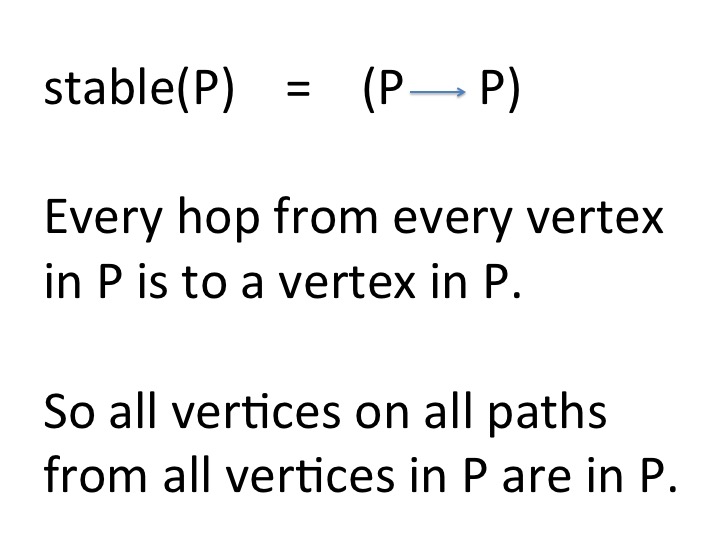 stable(P) = (P → P)
Every hop from every vertex
in P is to a vertex in P.
So all vertices on all paths
from all vertices in P are in P.